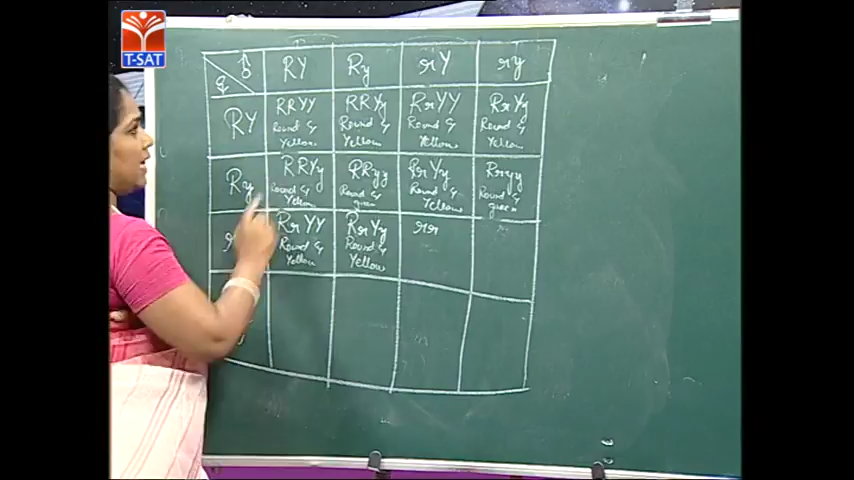 T-SAT
♀ ♂ RY Ry rY ry
RY RRYY RRYy RrYY RrYy
Round & Round & Round & Round &
Yellow Yellow Yellow Yellow
Ry RRYy RRyy RrYy Rryy
Round & Round & Round & Round &
Yellow green Yellow green
r RrYY RrYy rr
Round & Round &
Yellow Yellow